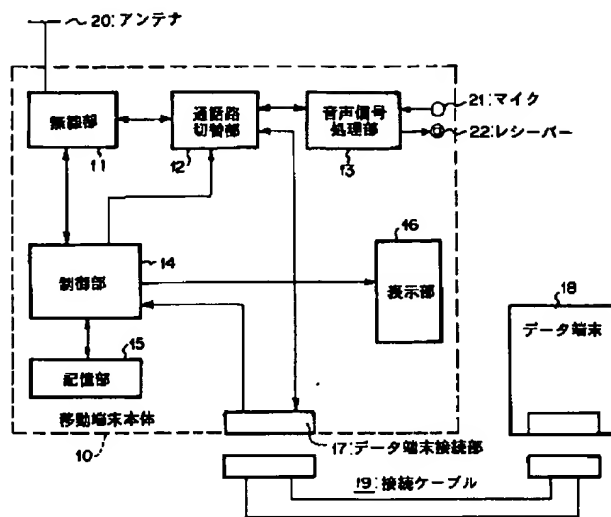 20:アンテナ
無線部
11
通話路
切替部
12
音声信号
処理部
13
21:マイク
22:レシーバー
制御部
14
16
表示部
記憶部
15
移動端末本体
10
17:データ端末接続部
18
データ端末
19:接続ケーブル